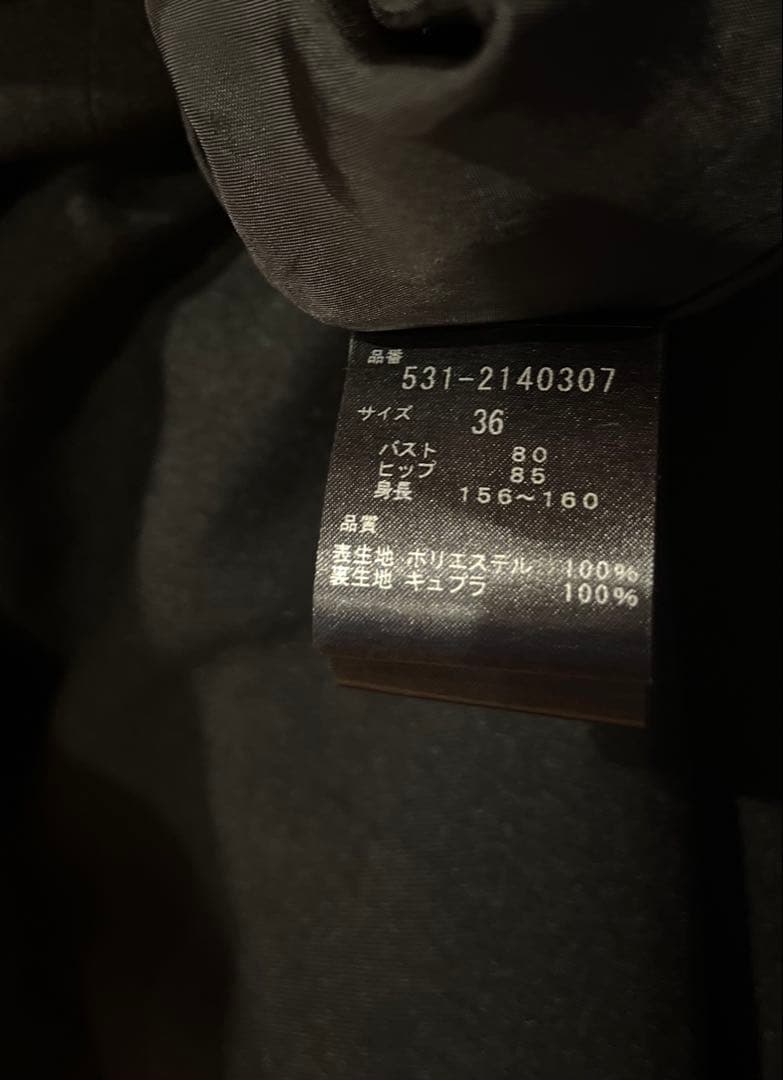 品番
531-2140307
サイズ 36
バスト 80
ヒップ 85
身長 156～160
品質
表生地 ポリエステル 100%
裏生地 キュプラ 100%